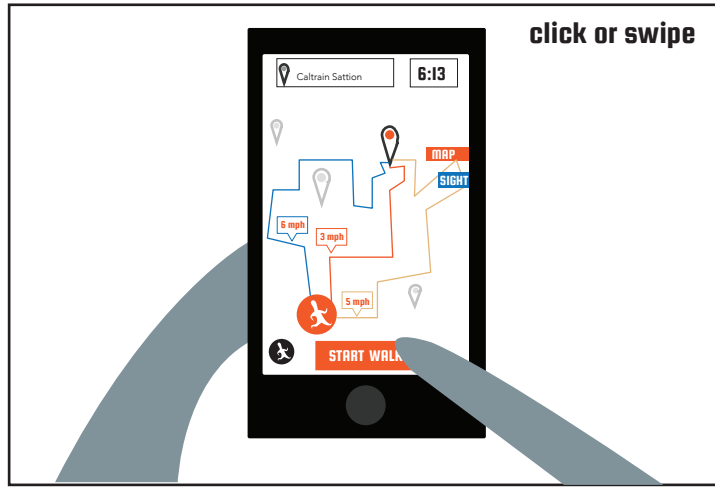 click or swipe
Caltrain Sattion
6:13
MAP
SIGHT
6 mph
3 mph
5 mph
START WALK